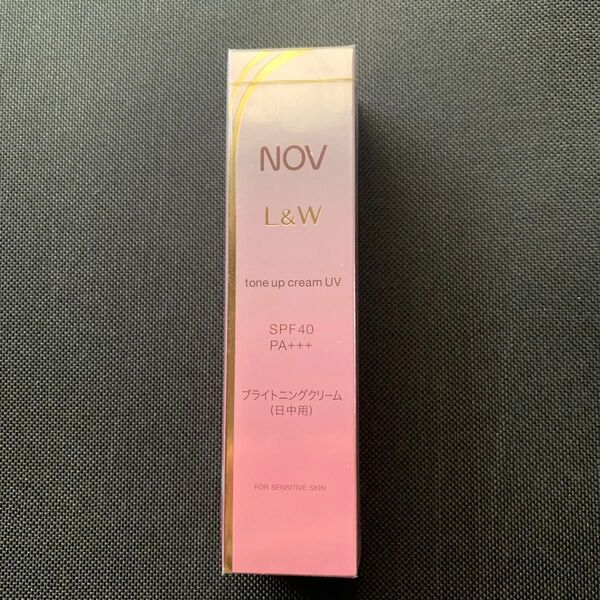 NOV
L&W
tone up cream UV
SPF40
PA+++
ブライトニングクリーム
(日中用)
FOR SENSITIVE SKIN